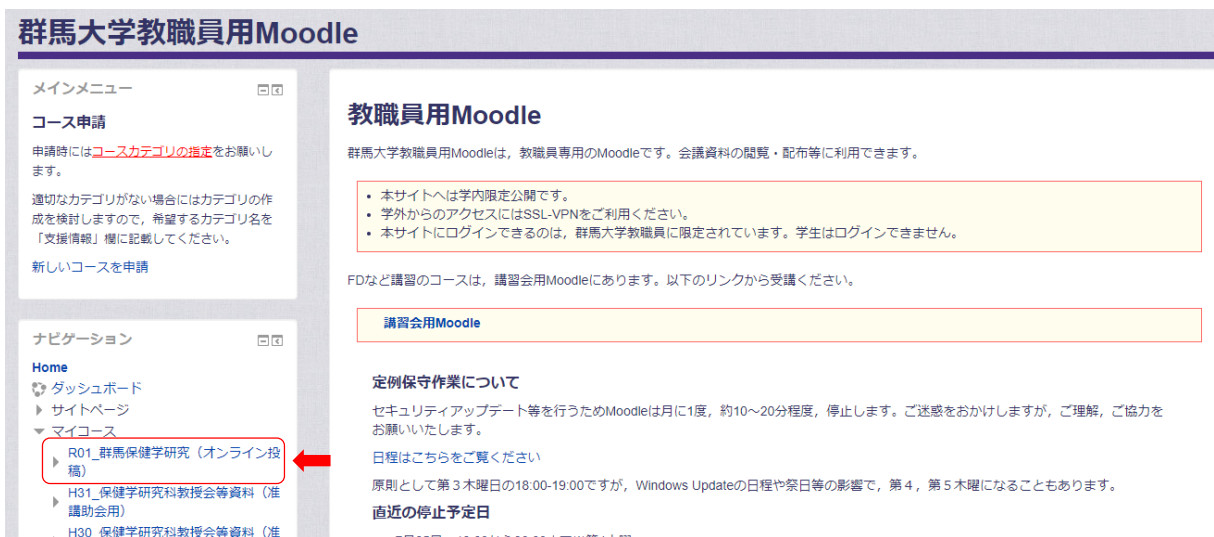 群馬大学教職員用Moodle
メインメニュー
コース申請
申請時にはコースカテゴリの指定をお願いし
ます。
適切なカテゴリがない場合にはカテゴリの作
成を検討しますので，希望するカテゴリ名を
「支援情報」欄に記載してください。
新しいコースを申請
ナビゲーション
Home
ダッシュボード
サイトページ
マイコース
R01_群馬保健学研究（オンライン投
稿）
H31_保健学研究科教授会等資料（准
講助会用）
H30_保健学研究科教授会等資料（准
教職員用Moodle
群馬大学教職員用Moodleは，教職員専用のMoodleです。会議資料の閲覧・配布等に利用できます。
本サイトへは学内限定公開です。
学外からのアクセスにはSSL-VPNをご利用ください。
本サイトにログインできるのは，群馬大学教職員に限定されています。学生はログインできません。
FDなど講習のコースは，講習会用Moodleにあります。以下のリンクから受講ください。
講習会用Moodle
定例保守作業について
セキュリティアップデート等を行うためMoodleは月に1度，約10～20分程度，停止します。ご迷惑をおかけしますが，ご理解，ご協力を
お願いいたします。
日程はこちらをご覧ください
原則として第３木曜日の18:00-19:00ですが，Windows Updateの日程や祭日等の影響で，第４，第５木曜になることもあります。
直近の停止予定日